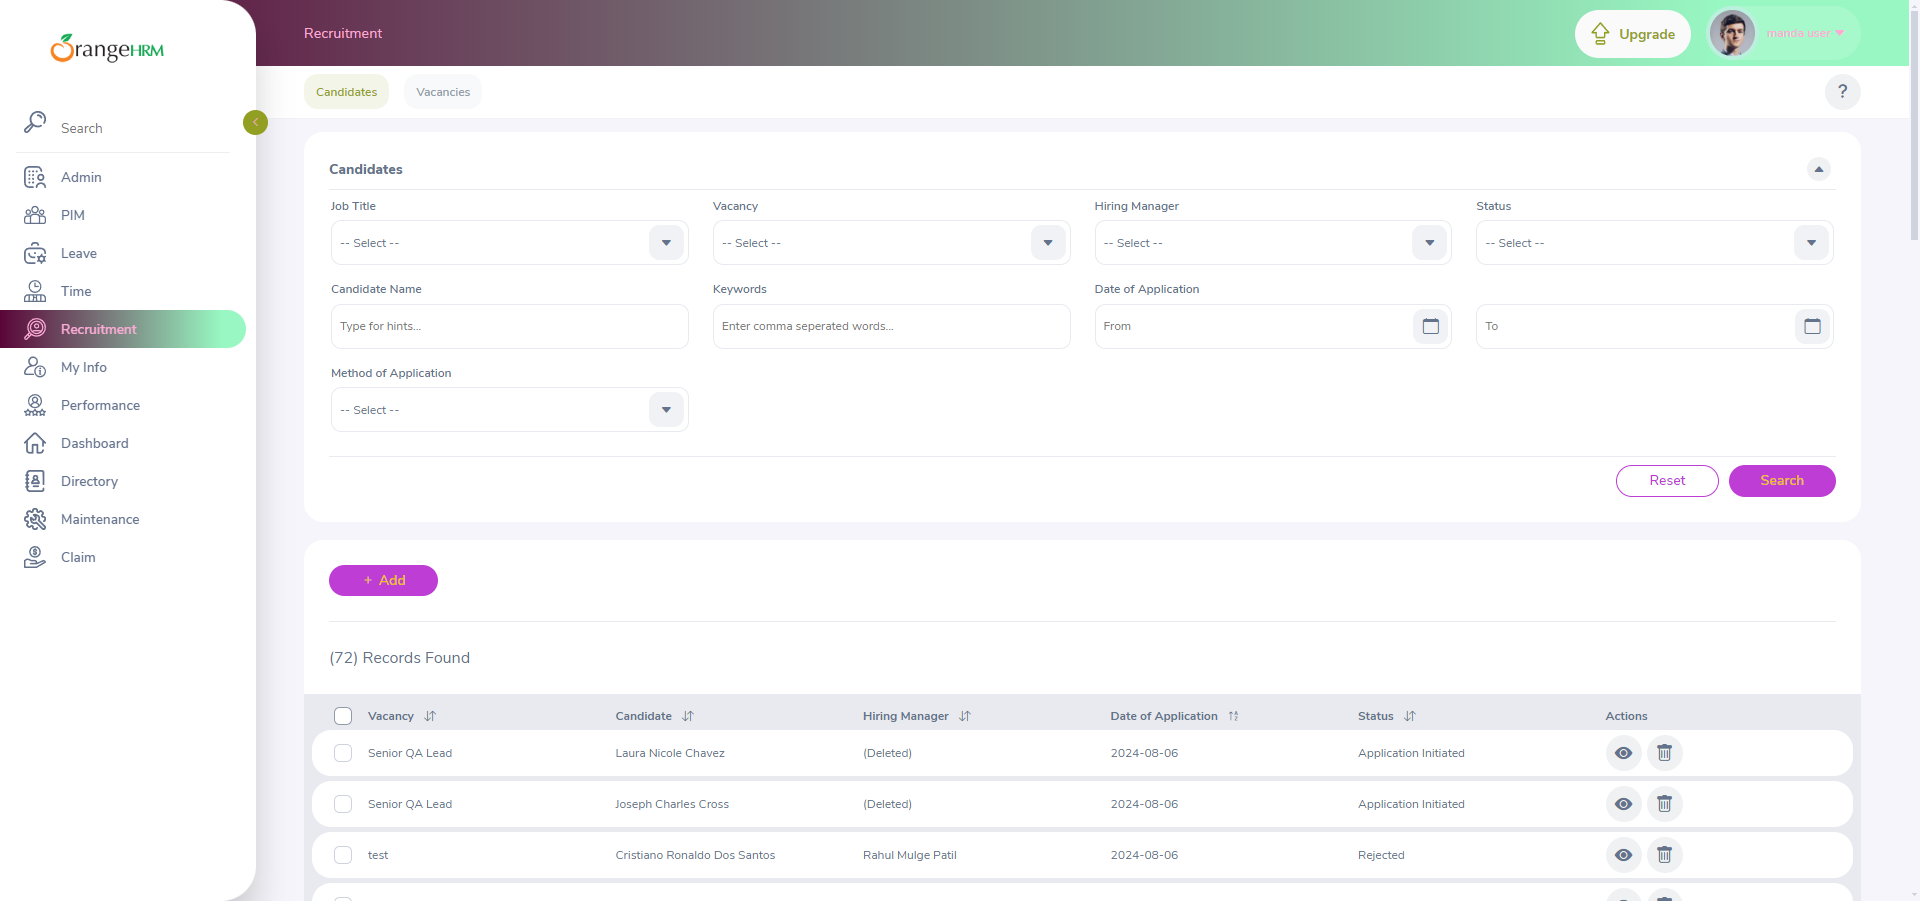 OrangeHRM
Recruitment
Upgrade
manda user
Candidates
Vacancies
?
Search
Admin
PIM
Leave
Time
Recruitment
My Info
Performance
Dashboard
Directory
Maintenance
Claim
Candidates
Job Title
Vacancy
Hiring Manager
Status
-- Select --
-- Select --
-- Select --
-- Select --
Candidate Name
Keywords
Date of Application
Type for hints...
Enter comma seperated words...
From
To
Method of Application
-- Select --
Reset
Search
+ Add
(72) Records Found
Vacancy Candidate Hiring Manager Date of Application Status Actions
Senior QA Lead Laura Nicole Chavez (Deleted) 2024-08-06 Application Initiated
Senior QA Lead Joseph Charles Cross (Deleted) 2024-08-06 Application Initiated
test Cristiano Ronaldo Dos Santos Rahul Mulge Patil 2024-08-06 Rejected